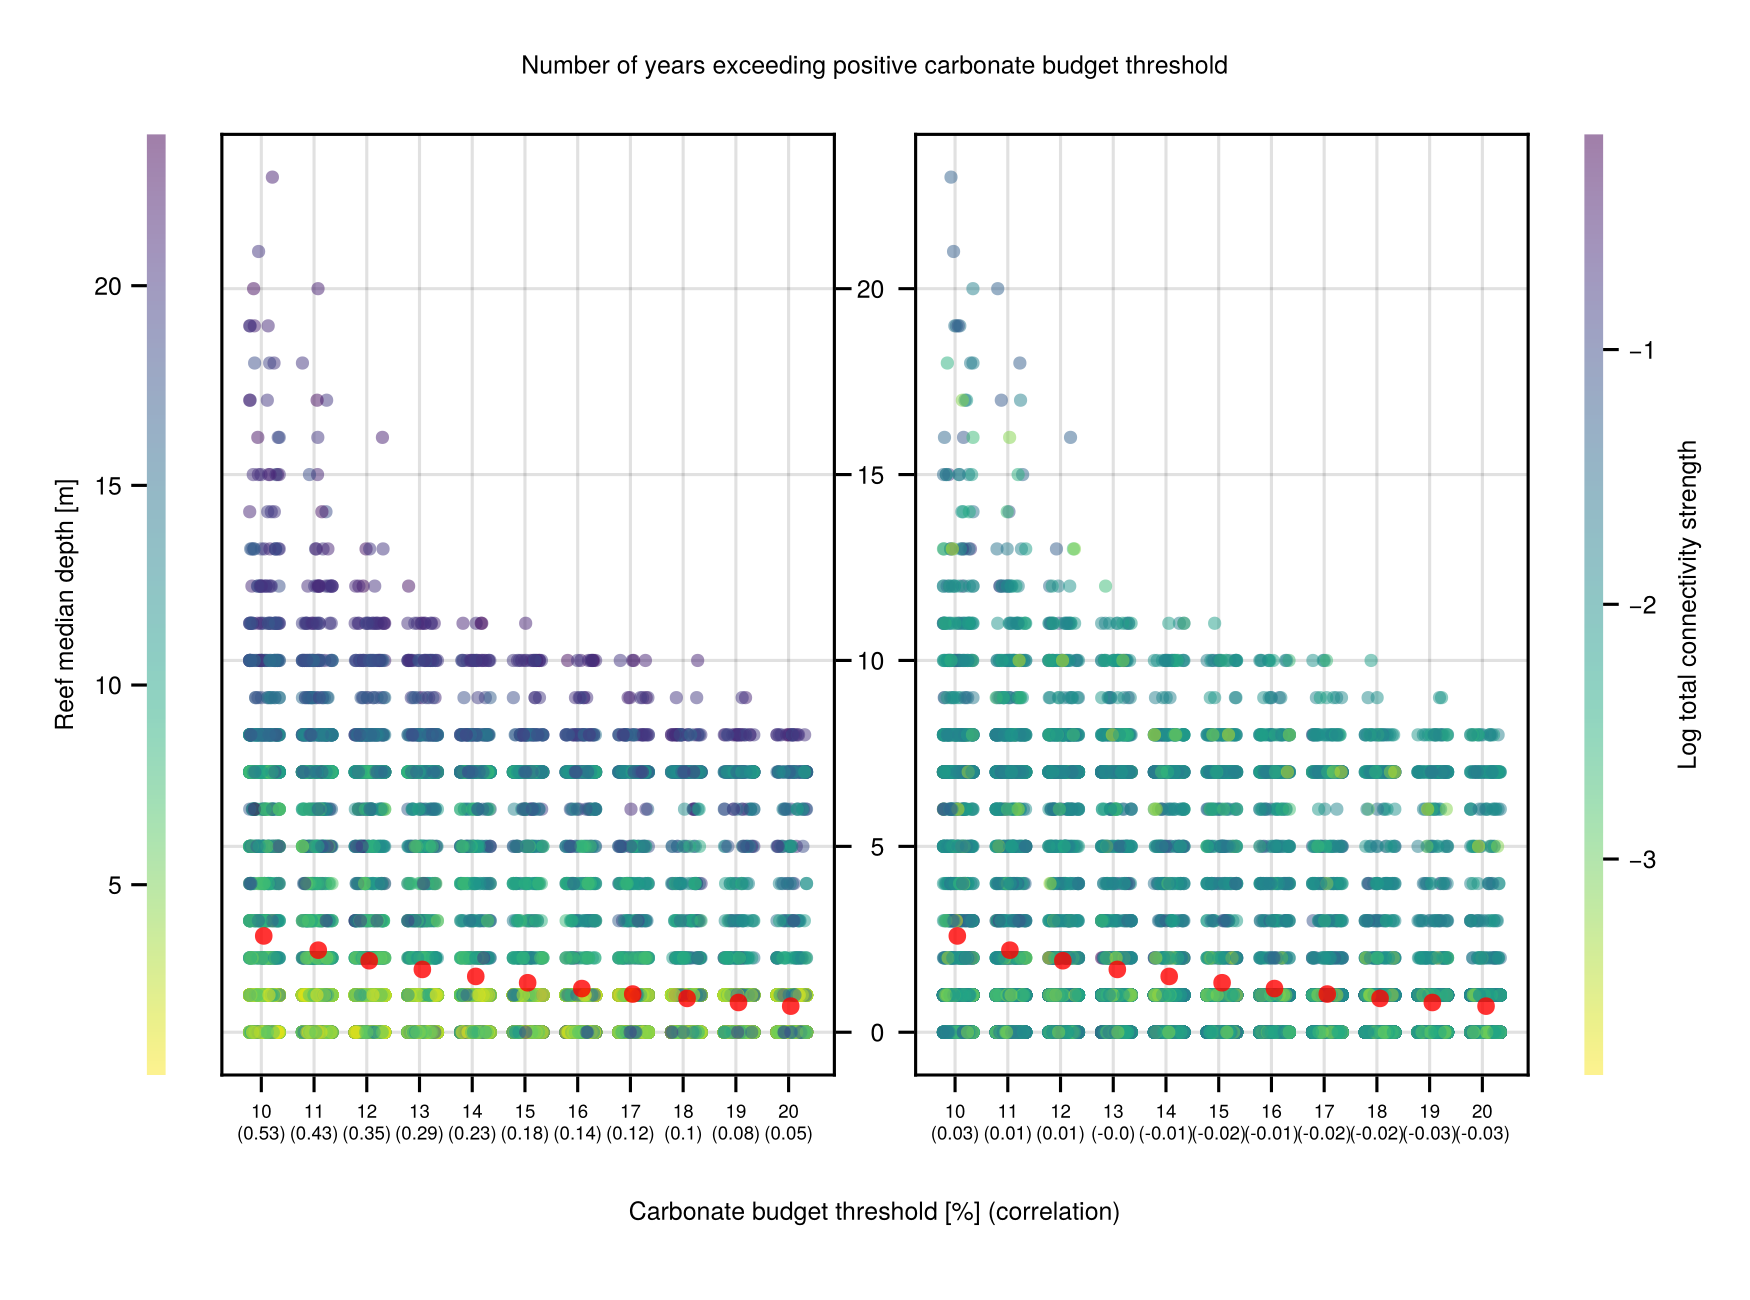 Number of years exceeding positive carbonate budget threshold
Reef median depth [m]
20
15
10
5
20
15
10
5
0
10 11 12 13 14 15 16 17 18 19 20
(0.53) (0.43) (0.35) (0.29) (0.23) (0.18) (0.14) (0.12) (0.1) (0.08) (0.05)
10 11 12 13 14 15 16 17 18 19 20
(0.03) (0.01) (0.01) (-0.0) (-0.01) (-0.02) (-0.01) (-0.02) (-0.02) (-0.03) (-0.03)
−1
−2
−3
Log total connectivity strength
Carbonate budget threshold [%] (correlation)